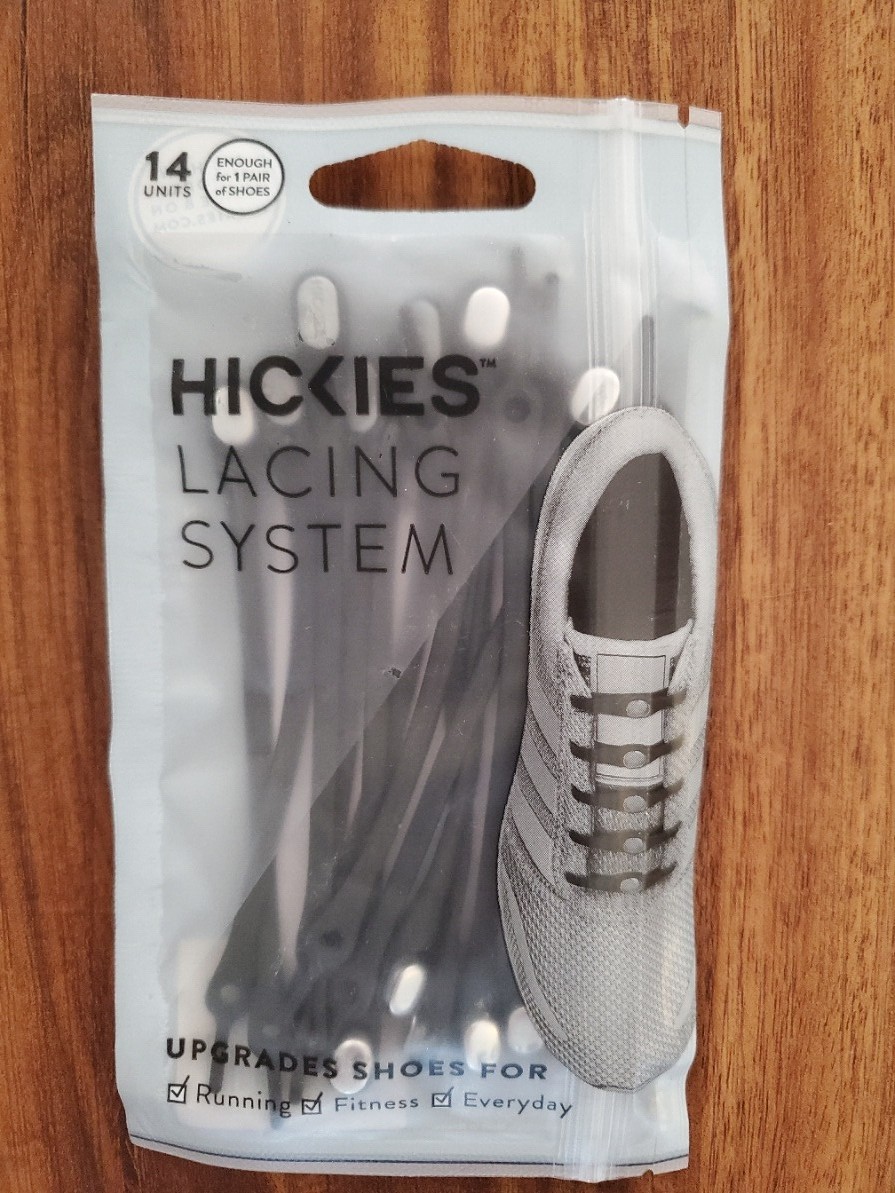 14
UNITS
ENOUGH
for 1 PAIR
of SHOES
HICKIES™
LACING
SYSTEM
UPGRADES SHOES FOR
☑ Running ☑ Fitness ☑ Everyday